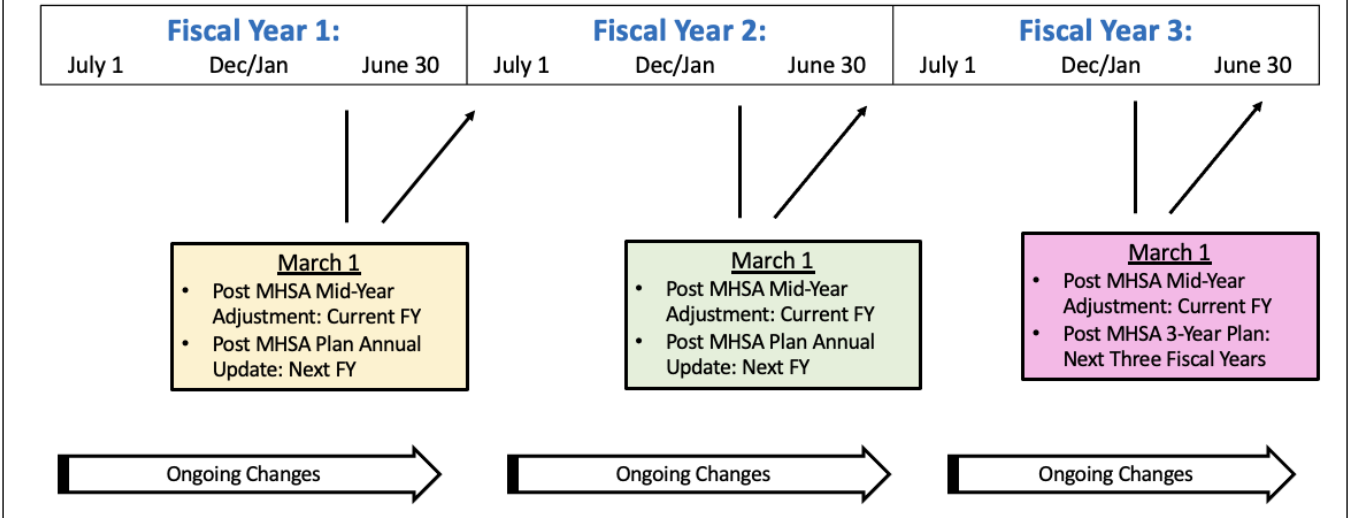 Fiscal Year 1:
July 1 Dec/Jan June 30
Fiscal Year 2:
July 1 Dec/Jan June 30
Fiscal Year 3:
July 1 Dec/Jan June 30
March 1
• Post MHSA Mid-Year
Adjustment: Current FY
• Post MHSA Plan Annual
Update: Next FY
March 1
• Post MHSA Mid-Year
Adjustment: Current FY
• Post MHSA Plan Annual
Update: Next FY
March 1
• Post MHSA Mid-Year
Adjustment: Current FY
• Post MHSA 3-Year Plan:
Next Three Fiscal Years
Ongoing Changes
Ongoing Changes
Ongoing Changes